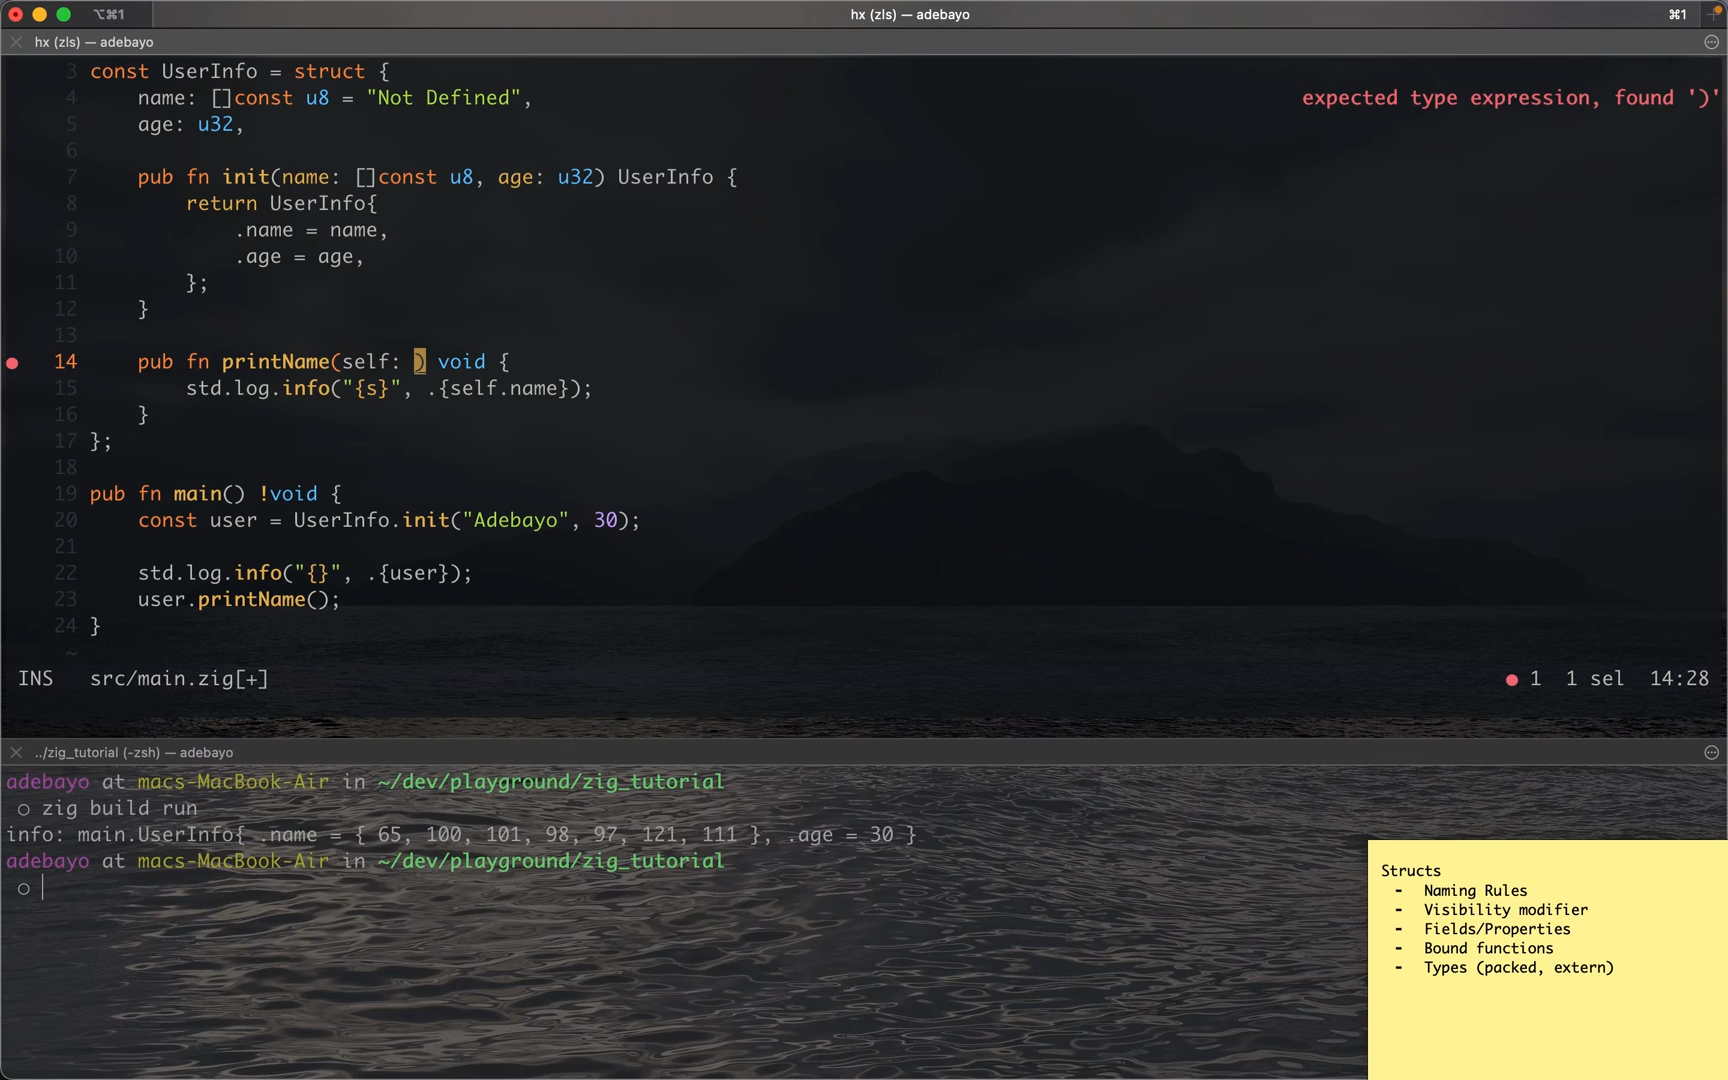 ⌥⌘1
hx (zls) — adebayo
⌘1
hx (zls) — adebayo
3 const UserInfo = struct {
4     name: []const u8 = "Not Defined",
expected type expression, found ')'
5     age: u32,
6
7     pub fn init(name: []const u8, age: u32) UserInfo {
8         return UserInfo{
9             .name = name,
10             .age = age,
11         };
12     }
13
14     pub fn printName(self: ) void {
15         std.log.info("{s}", .{self.name});
16     }
17 };
18
19 pub fn main() !void {
20     const user = UserInfo.init("Adebayo", 30);
21
22     std.log.info("{}", .{user});
23     user.printName();
24 }
~
INS   src/main.zig[+]
● 1  1 sel  14:28
../zig_tutorial (-zsh) — adebayo
adebayo at macs-MacBook-Air in ~/dev/playground/zig_tutorial
○ zig build run
info: main.UserInfo{ .name = { 65, 100, 101, 98, 97, 121, 111 }, .age = 30 }
adebayo at macs-MacBook-Air in ~/dev/playground/zig_tutorial
○
Structs
- Naming Rules
- Visibility modifier
- Fields/Properties
- Bound functions
- Types (packed, extern)